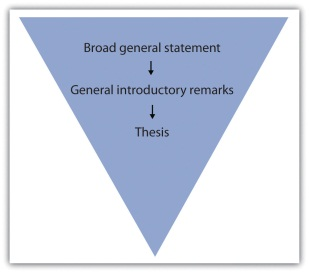 Broad general statement
General introductory remarks
Thesis